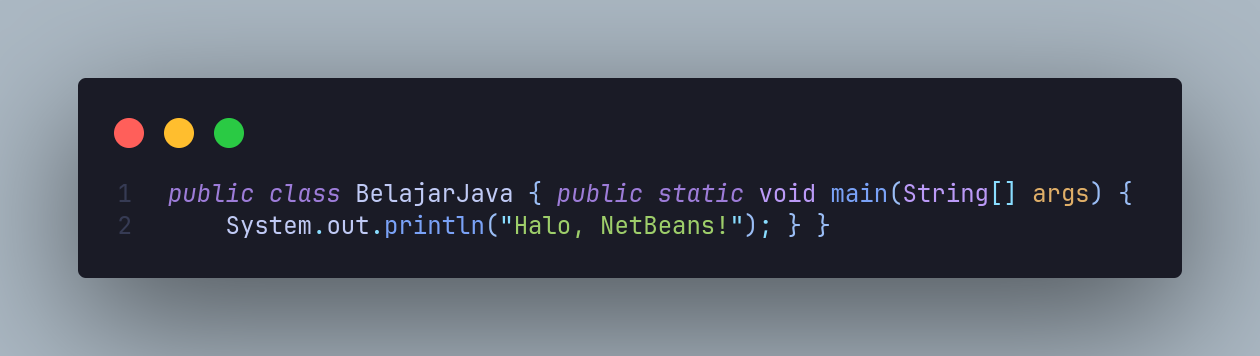 1 public class BelajarJava { public static void main(String[] args) {
2 System.out.println("Halo, NetBeans!"); } }